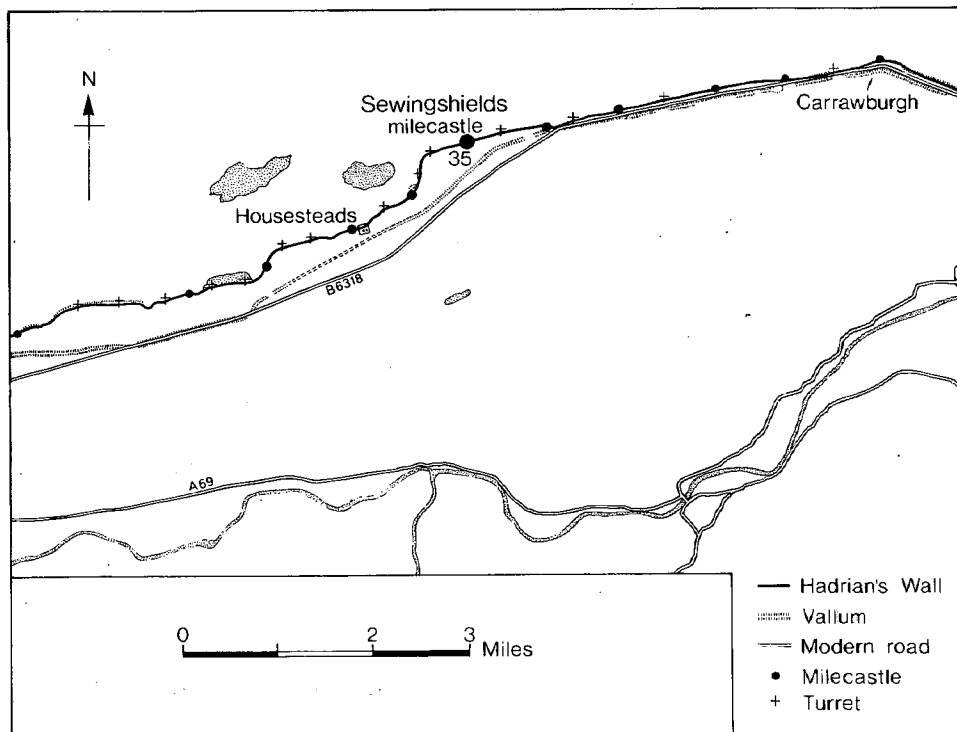 N
Sewingshields
milecastle
35
Carrawburgh
Housesteads
B6318
A69
0 2 3 Miles
Hadrian's Wall
Vallum
Modern road
Milecastle
Turret